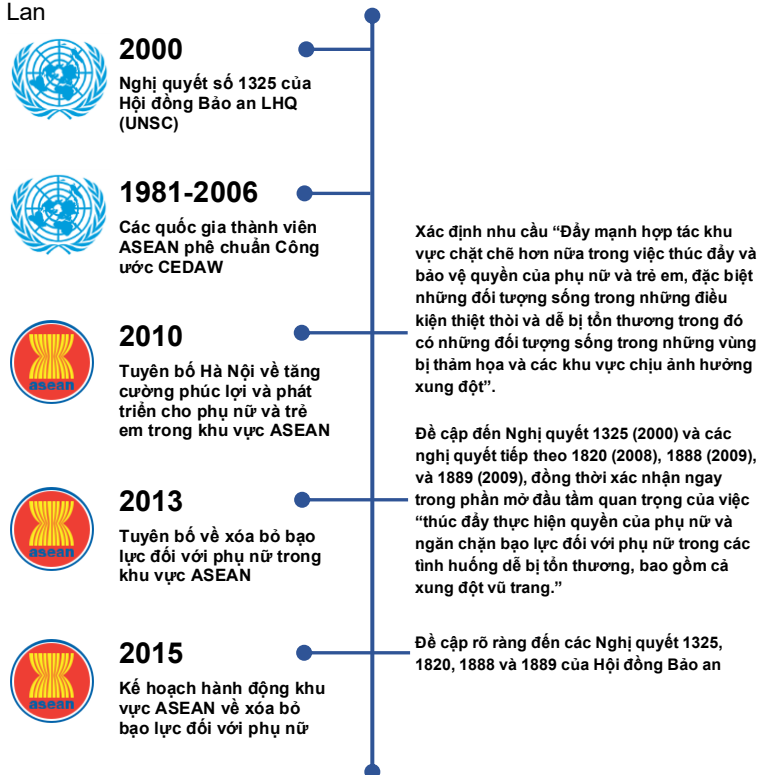 Lan
2000
Nghị quyết số 1325 của
Hội đồng Bảo an LHQ
(UNSC)
1981-2006
Các quốc gia thành viên
ASEAN phê chuẩn Công
ước CEDAW
2010
Tuyên bố Hà Nội về tăng
cường phúc lợi và phát
triển cho phụ nữ và trẻ
em trong khu vực ASEAN
Xác định nhu cầu “Đẩy mạnh hợp tác khu
vực chặt chẽ hơn nữa trong việc thúc đẩy và
bảo vệ quyền của phụ nữ và trẻ em, đặc biệt
những đối tượng sống trong những điều
kiện thiệt thòi và dễ bị tổn thương trong đó
có những đối tượng sống trong những vùng
bị thảm họa và các khu vực chịu ảnh hưởng
xung đột”.
asean
2013
Tuyên bố về xóa bỏ bạo
lực đối với phụ nữ trong
khu vực ASEAN
Đề cập đến Nghị quyết 1325 (2000) và các
nghị quyết tiếp theo 1820 (2008), 1888 (2009),
và 1889 (2009), đồng thời xác nhận ngay
trong phần mở đầu tầm quan trọng của việc
“thúc đẩy thực hiện quyền của phụ nữ và
ngăn chặn bạo lực đối với phụ nữ trong các
tình huống dễ bị tổn thương, bao gồm cả
xung đột vũ trang.”
asean
2015
Kế hoạch hành động khu
vực ASEAN về xóa bỏ
bạo lực đối với phụ nữ
Đề cập rõ ràng đến các Nghị quyết 1325,
1820, 1888 và 1889 của Hội đồng Bảo an
asean